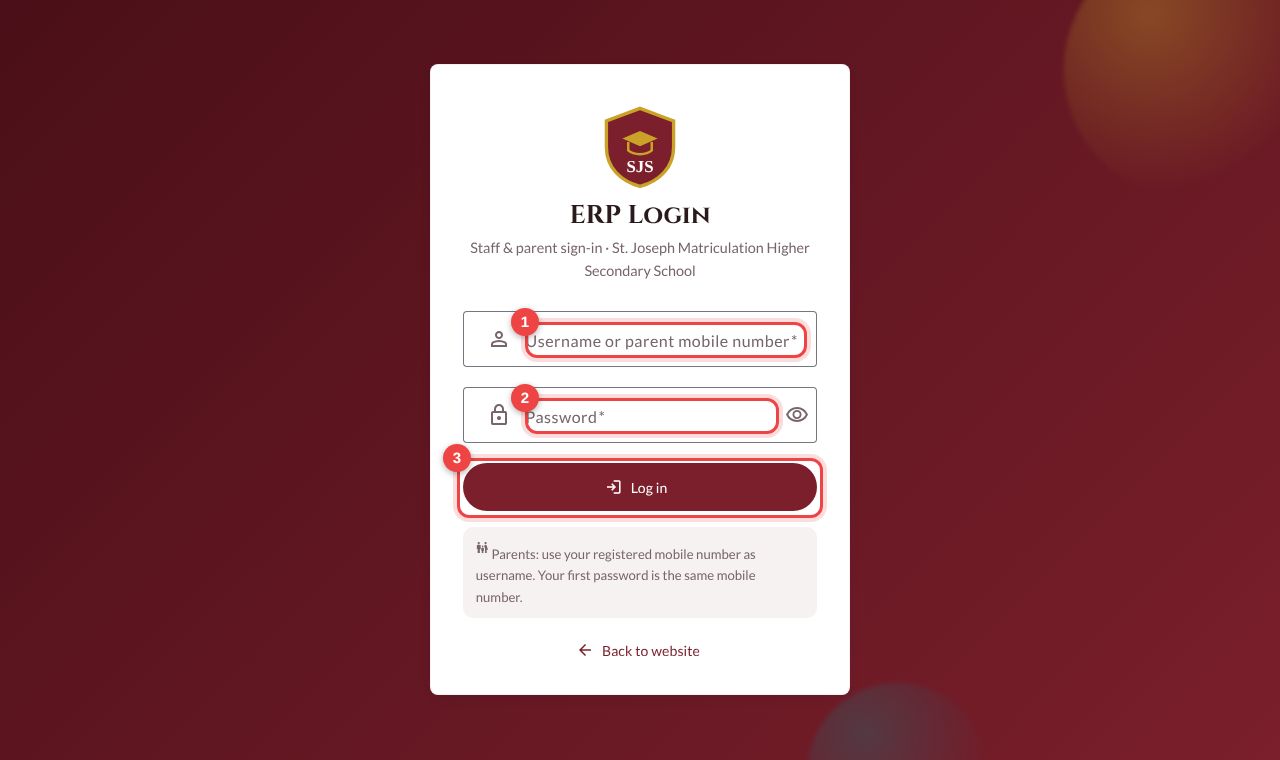 SJS
ERP Login
Staff & parent sign-in · St. Joseph Matriculation Higher
Secondary School
1
Username or parent mobile number*
2
Password*
3
Log in
Parents: use your registered mobile number as
username. Your first password is the same mobile
number.
Back to website